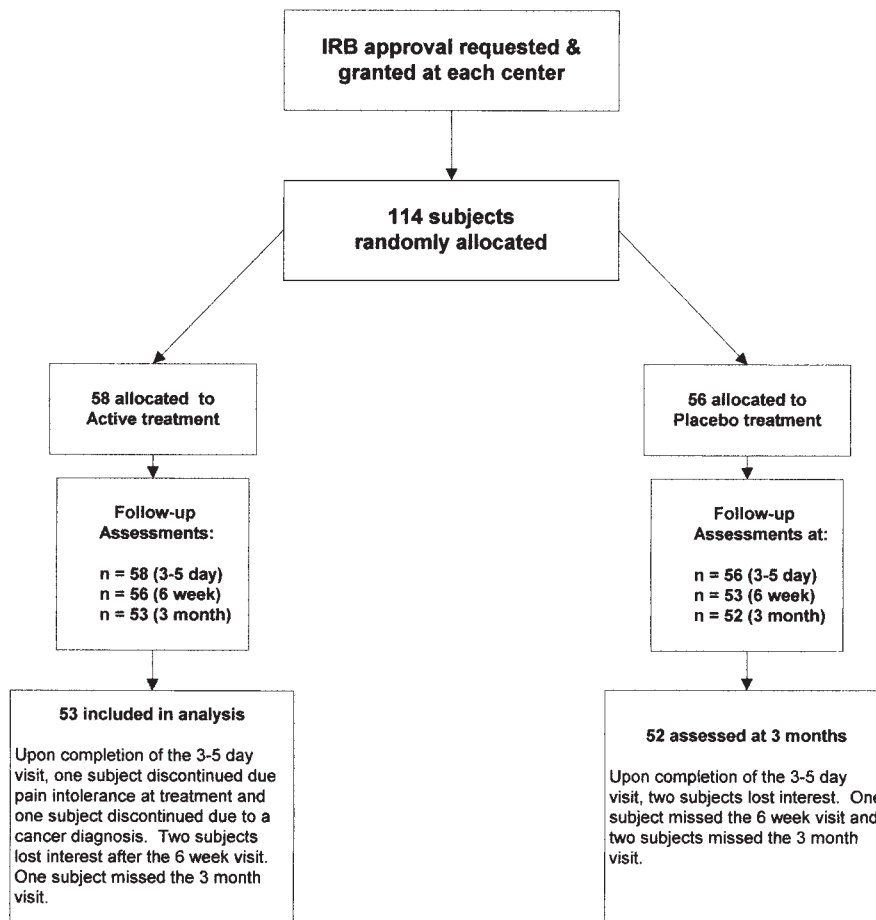 IRB approval requested &
granted at each center
114 subjects
randomly allocated
58 allocated to
Active treatment
56 allocated to
Placebo treatment
Follow-up
Assessments:
n = 58 (3-5 day)
n = 56 (6 week)
n = 53 (3 month)
Follow-up
Assessments at:
n = 56 (3-5 day)
n = 53 (6 week)
n = 52 (3 month)
53 included in analysis
Upon completion of the 3-5 day
visit, one subject discontinued due
pain intolerance at treatment and
one subject discontinued due to a
cancer diagnosis. Two subjects
lost interest after the 6 week visit.
One subject missed the 3 month
visit.
52 assessed at 3 months
Upon completion of the 3-5 day
visit, two subjects lost interest. One
subject missed the 6 week visit and
two subjects missed the 3 month
visit.